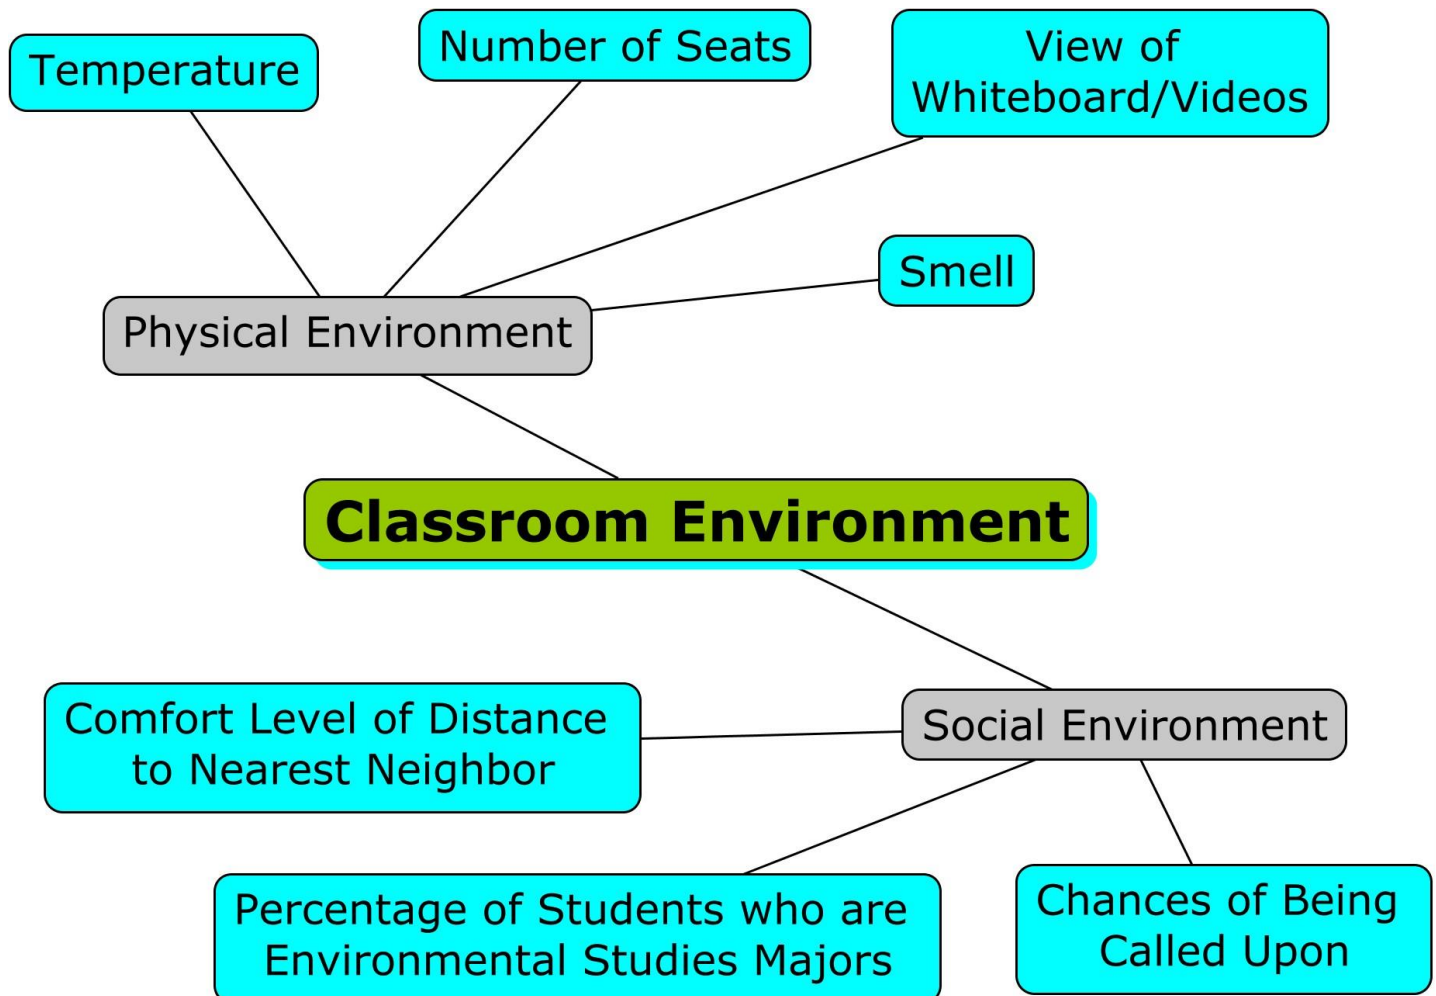 Temperature
Number of Seats
View of
Whiteboard/Videos
Smell
Physical Environment
Classroom Environment
Social Environment
Comfort Level of Distance
to Nearest Neighbor
Percentage of Students who are
Environmental Studies Majors
Chances of Being
Called Upon